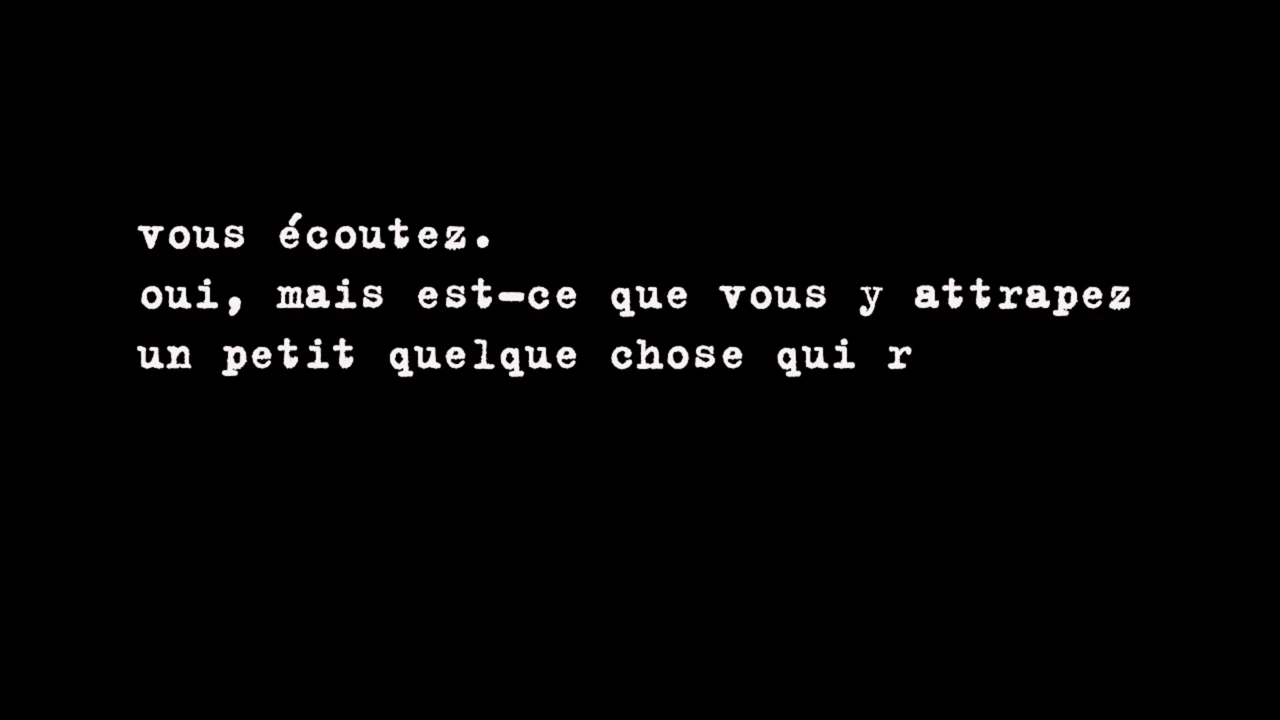 vous écoutez.
oui, mais est-ce que vous y attrapez
un petit quelque chose qui r